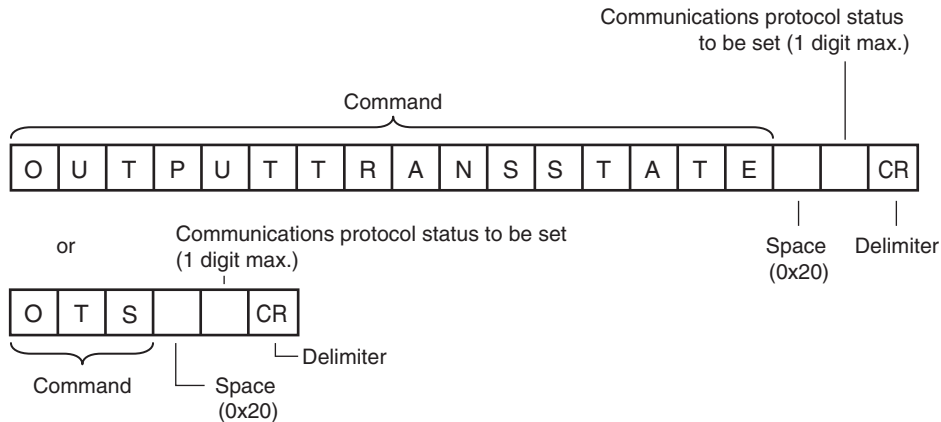 Communications protocol status
to be set (1 digit max.)
Command
O U T P U T T R A N S S T A T E CR
Space
(0x20)
Delimiter
or
Communications protocol status to be set
(1 digit max.)
O T S CR
Delimiter
Command
Space
(0x20)